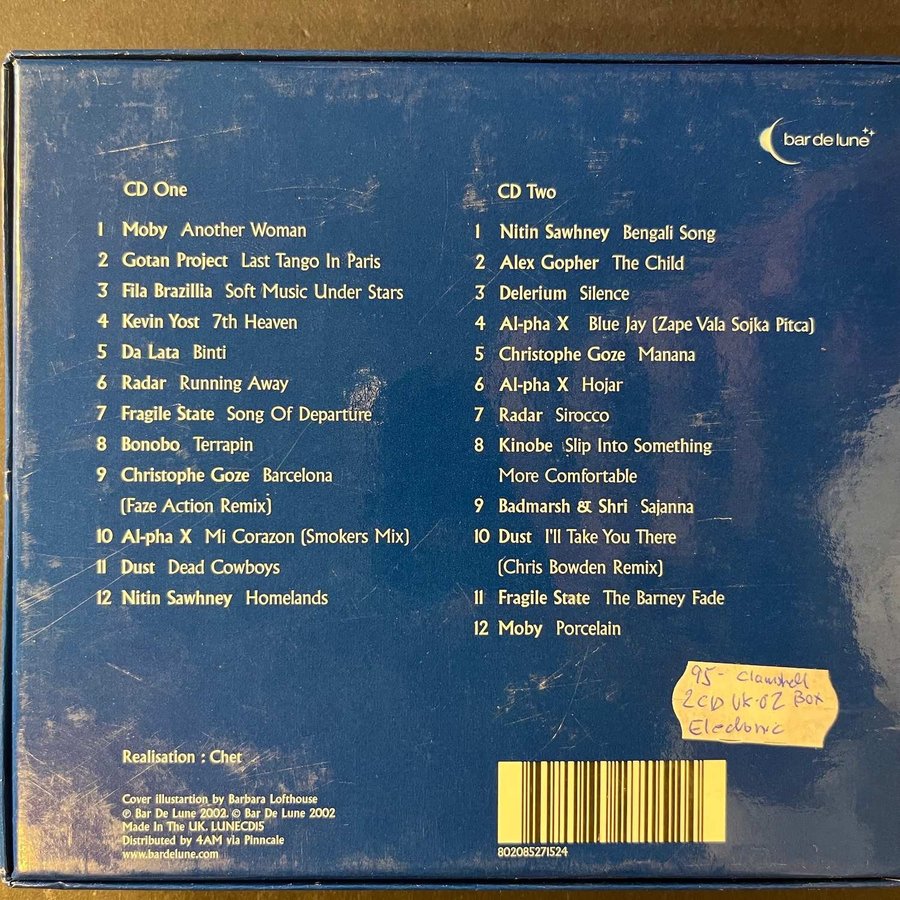 bar de lune
CD One
1 Moby Another Woman
2 Gotan Project Last Tango In Paris
3 Fila Brazillia Soft Music Under Stars
4 Kevin Yost 7th Heaven
5 Da Lata Binti
6 Radar Running Away
7 Fragile State Song Of Departure
8 Bonobo Terrapin
9 Christophe Goze Barcelona
(Faze Action Remix)
10 Al-pha X Mi Corazon (Smokers Mix)
11 Dust Dead Cowboys
12 Nitin Sawhney Homelands
CD Two
1 Nitin Sawhney Bengali Song
2 Alex Gopher The Child
3 Delerium Silence
4 Al-pha X Blue Jay (Zape Vala Sojka Pitca)
5 Christophe Goze Manana
6 Al-pha X Hojar
7 Radar Sirocco
8 Kinobe Slip Into Something
More Comfortable
9 Badmarsh & Shri Sajanna
10 Dust I'll Take You There
(Chris Bowden Remix)
11 Fragile State The Barney Fade
12 Moby Porcelain
95- Clamshell
2CD UK-02 Box
Electronic
Realisation : Chet
Cover illustartion by Barbara Lofthouse
℗ Bar De Lune 2002. © Bar De Lune 2002
Made In The UK. LUNECD15
Distributed by 4AM via Pinncale
www.bardelune.com
802085271524